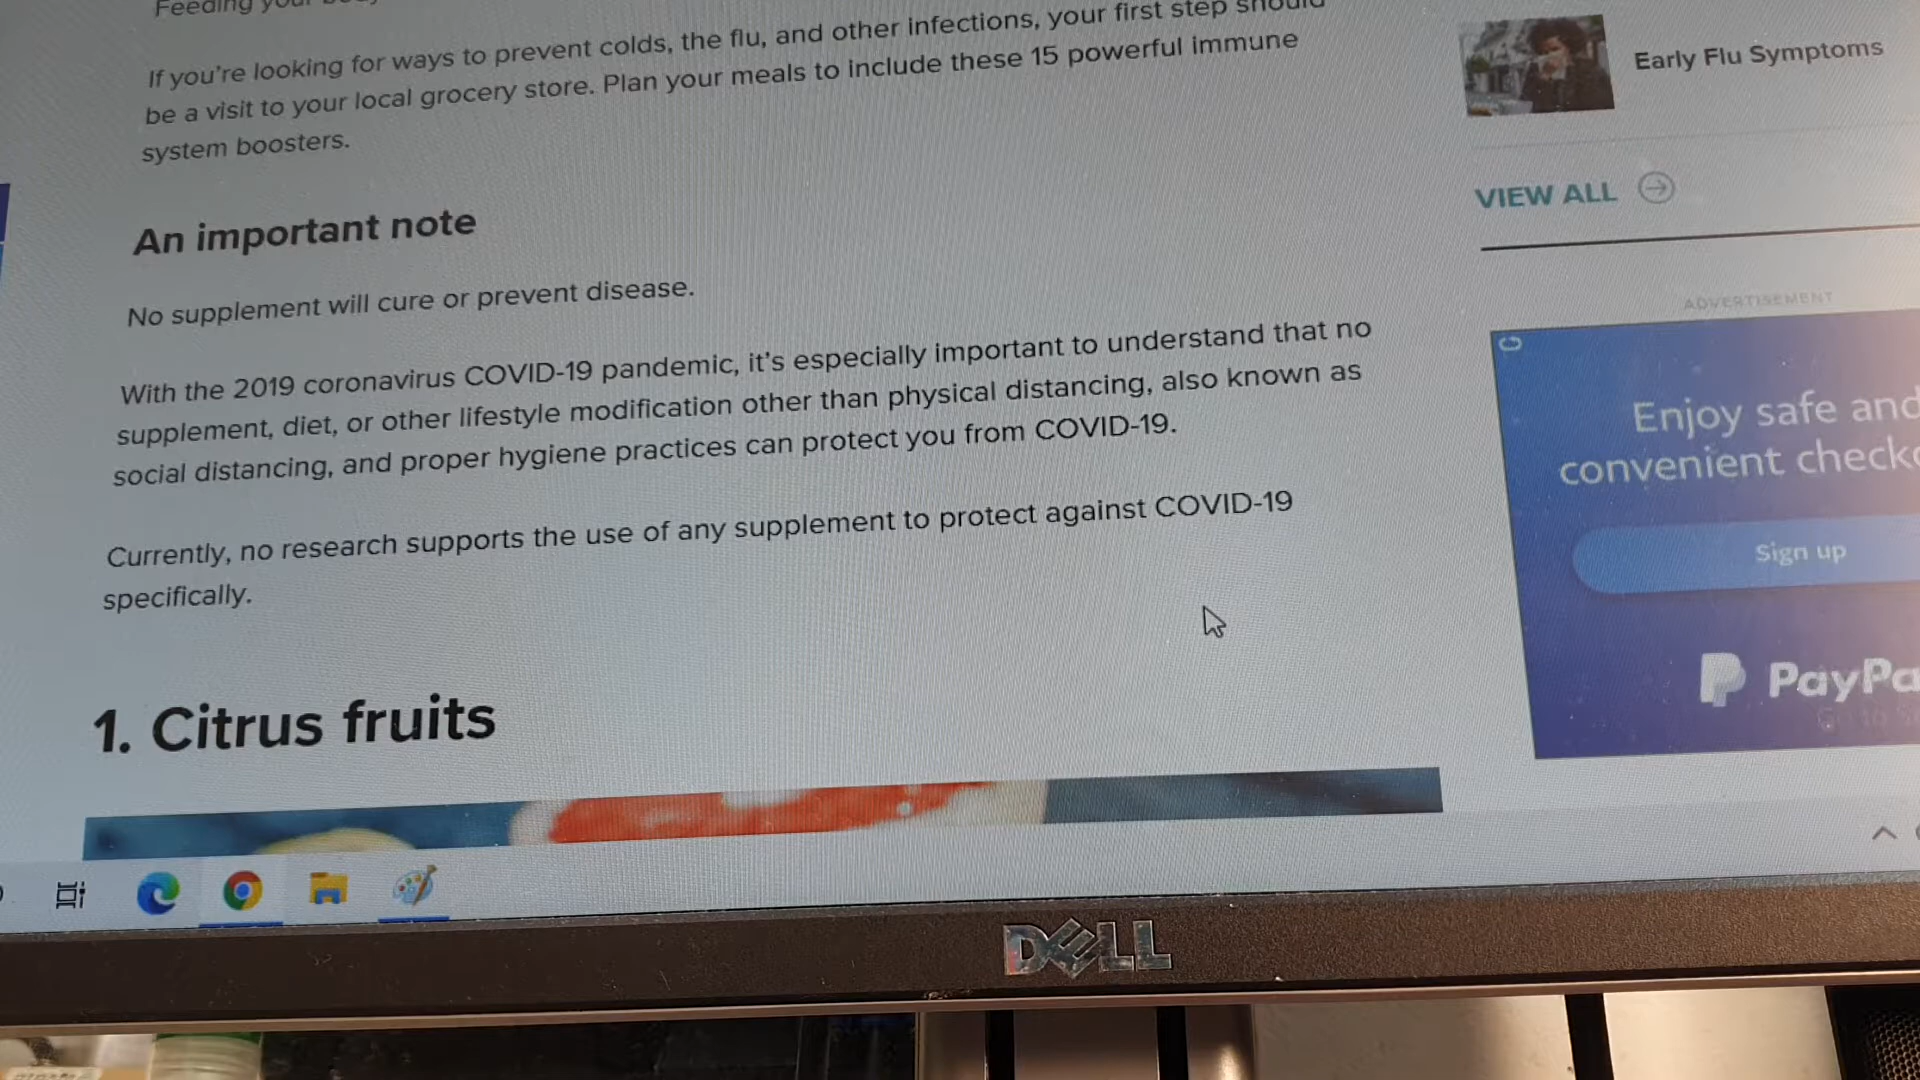 Feeding your body
If you're looking for ways to prevent colds, the flu, and other infections, your first step should
be a visit to your local grocery store. Plan your meals to include these 15 powerful immune
system boosters.
An important note
No supplement will cure or prevent disease.
With the 2019 coronavirus COVID-19 pandemic, it's especially important to understand that no
supplement, diet, or other lifestyle modification other than physical distancing, also known as
social distancing, and proper hygiene practices can protect you from COVID-19.
Currently, no research supports the use of any supplement to protect against COVID-19
specifically.
1. Citrus fruits
Early Flu Symptoms
VIEW ALL
ADVERTISEMENT
Enjoy safe and
convenient
Sign up
PayPa
DELL